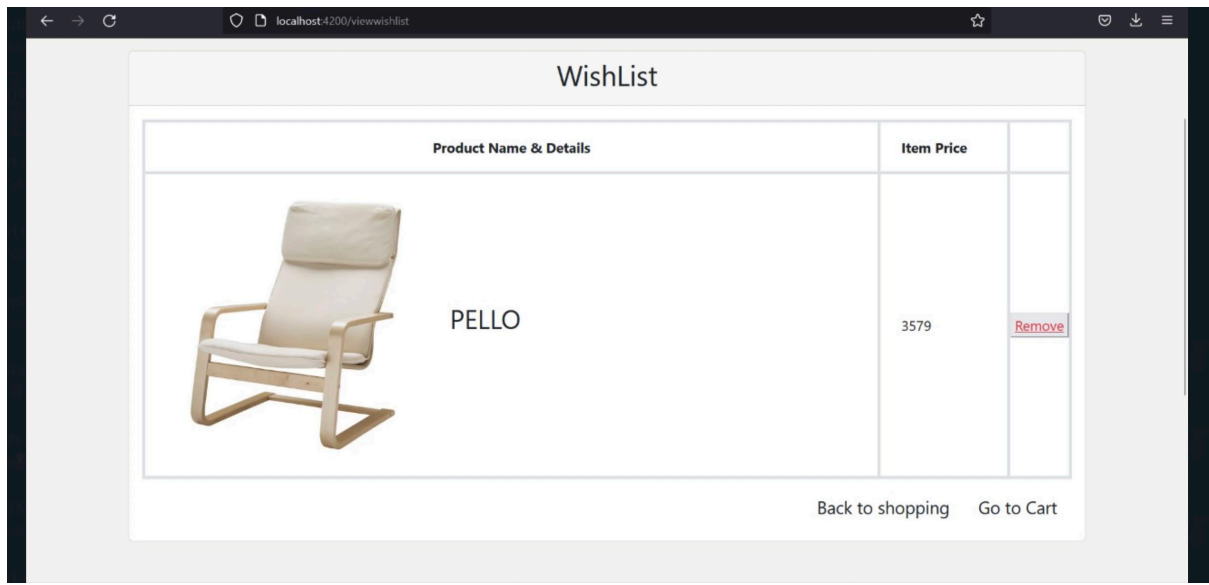 localhost:4200/viewwishlist
WishList
Product Name & Details Item Price
PELLO 3579 Remove
Back to shopping Go to Cart